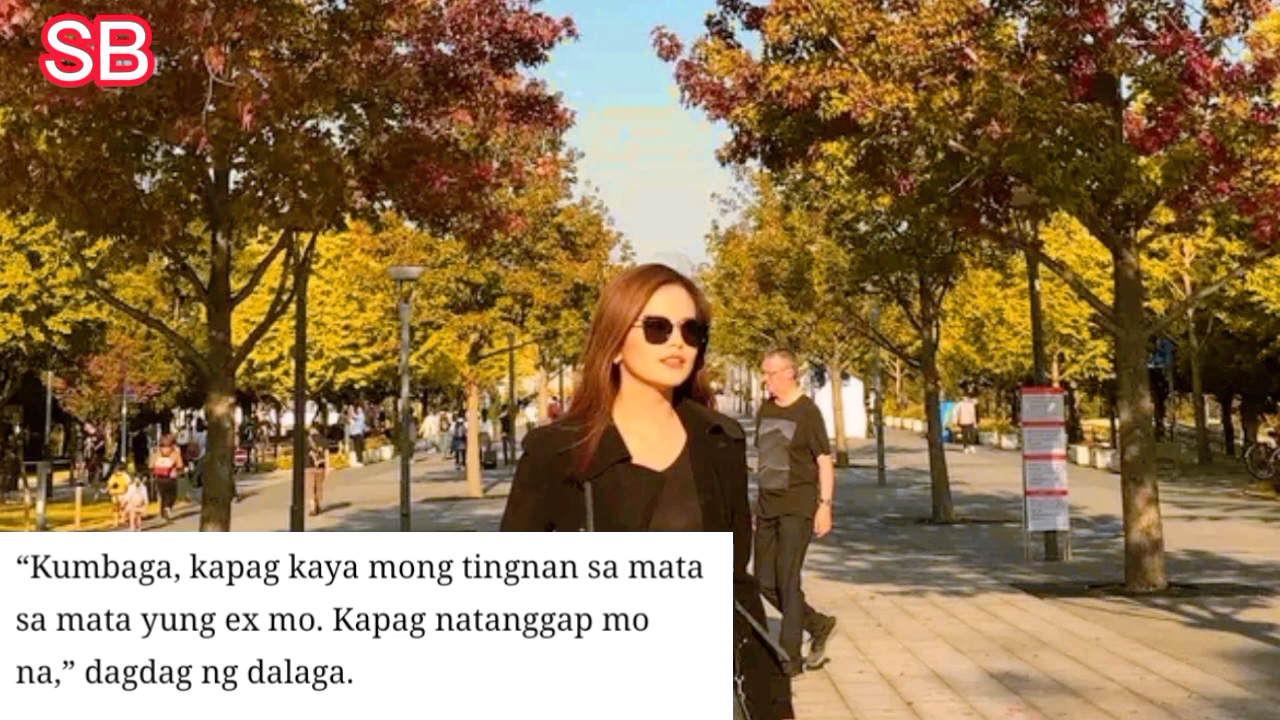 SB
“Kumbaga, kapag kaya mong tingnan sa mata
sa mata yung ex mo. Kapag natanggap mo
na,” dagdag ng dalaga.